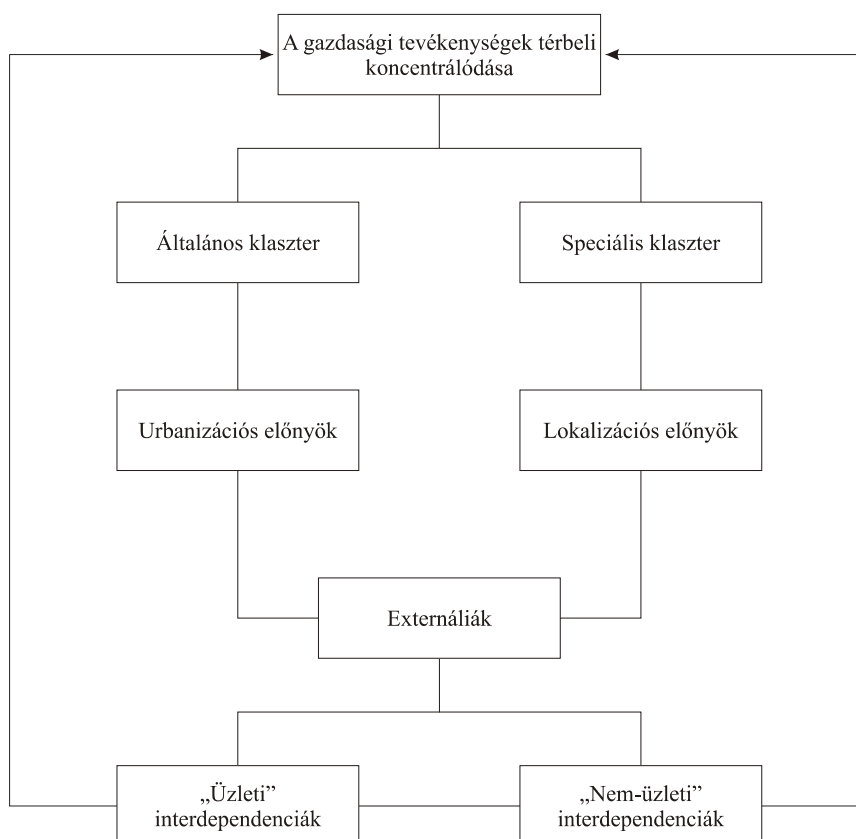 A gazdasági tevékenységek térbeli
koncentrálódása
Általános klaszter
Speciális klaszter
Urbanizációs előnyök
Lokalizációs előnyök
Externáliák
„Üzleti”
interdependenciák
„Nem-üzleti”
interdependenciák